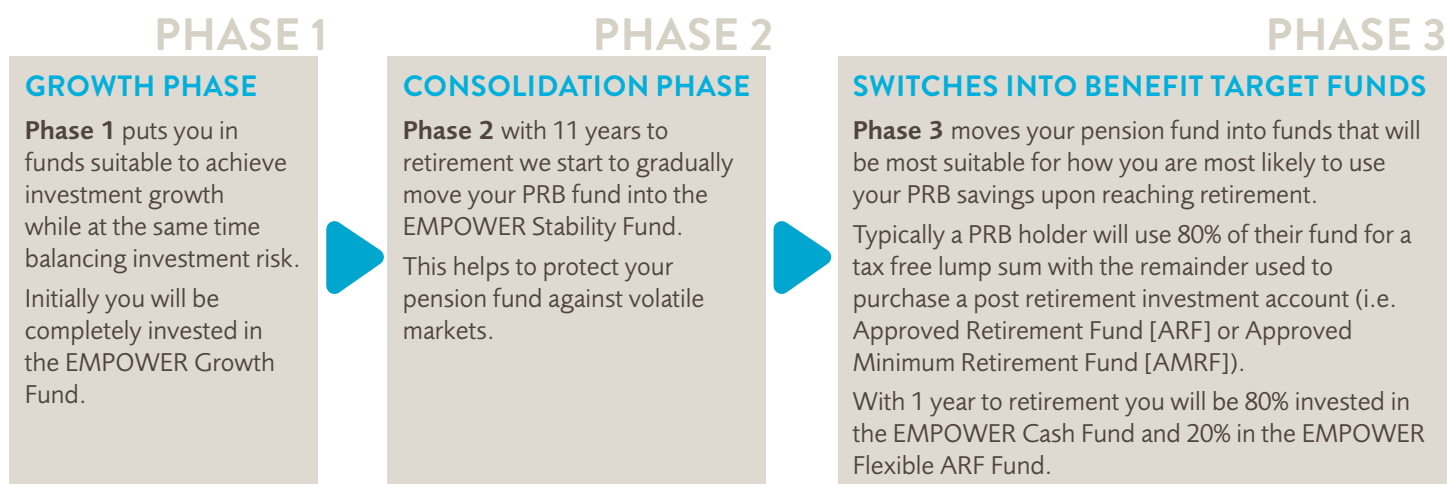 PHASE 1
GROWTH PHASE
Phase 1 puts you in
funds suitable to achieve
investment growth
while at the same time
balancing investment risk.
Initially you will be
completely invested in
the EMPOWER Growth
Fund.
PHASE 2
CONSOLIDATION PHASE
Phase 2 with 11 years to
retirement we start to gradually
move your PRB fund into the
EMPOWER Stability Fund.
This helps to protect your
pension fund against volatile
markets.
PHASE 3
SWITCHES INTO BENEFIT TARGET FUNDS
Phase 3 moves your pension fund into funds that will
be most suitable for how you are most likely to use
your PRB savings upon reaching retirement.
Typically a PRB holder will use 80% of their fund for a
tax free lump sum with the remainder used to
purchase a post retirement investment account (i.e.
Approved Retirement Fund [ARF] or Approved
Minimum Retirement Fund [AMRF]).
With 1 year to retirement you will be 80% invested in
the EMPOWER Cash Fund and 20% in the EMPOWER
Flexible ARF Fund.